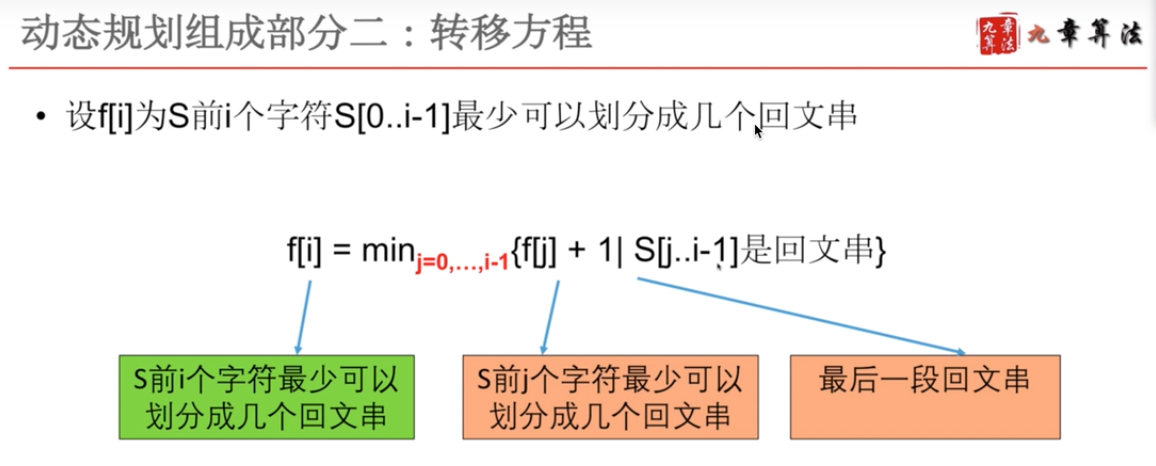 动态规划组成部分二：转移方程
九章算法
九章算法
• 设f[i]为S前i个字符S[0..i-1]最少可以划分成几个回文串
f[i] = minj=0,…,i-1{f[j] + 1| S[j..i-1]是回文串}
S前i个字符最少可以
划分成几个回文串
S前j个字符最少可以
划分成几个回文串
最后一段回文串